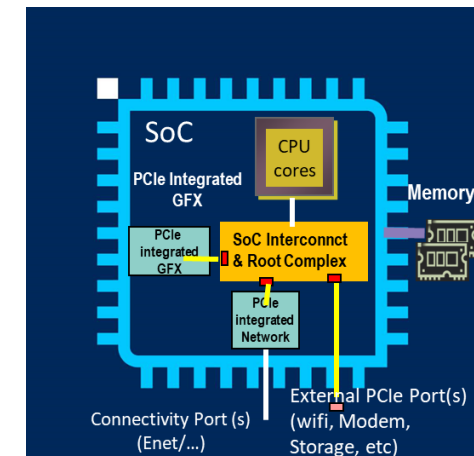 SoC
CPU
cores
PCIe Integrated
GFX
Memory
PCIe
integrated
GFX
SoC Interconnct
& Root Complex
PCIe
integrated
Network
External PCIe Port(s)
(wifi, Modem,
Storage, etc)
Connectivity Port (s)
(Enet/...)